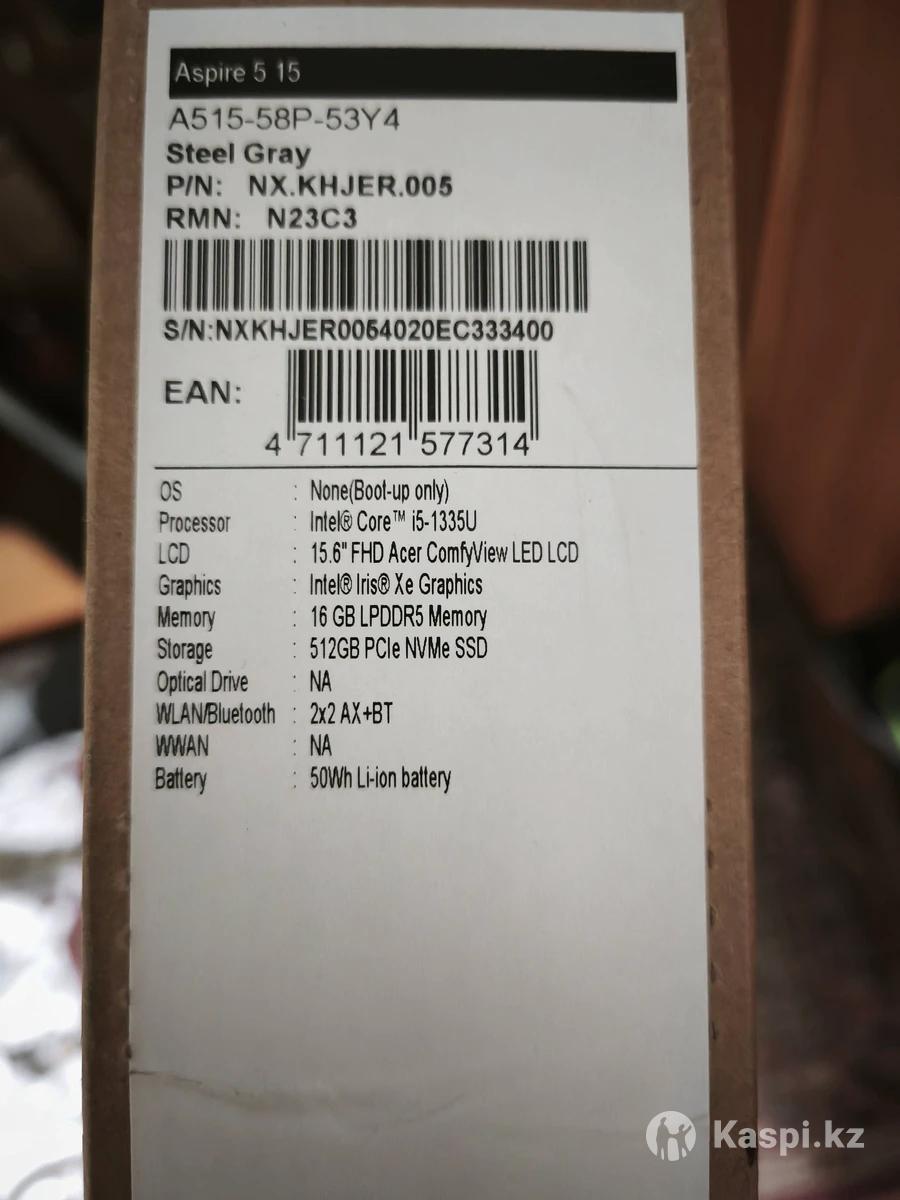 Aspire 5 15
A515-58P-53Y4
Steel Gray
P/N: NX.KHJER.005
RMN: N23C3
S/N:NXKHJER0054020EC333400
EAN:
4 711121 577314
OS : None(Boot-up only)
Processor : Intel® Core™ i5-1335U
LCD : 15.6" FHD Acer ComfyView LED LCD
Graphics : Intel® Iris® Xe Graphics
Memory : 16 GB LPDDR5 Memory
Storage : 512GB PCIe NVMe SSD
Optical Drive : NA
WLAN/Bluetooth : 2x2 AX+BT
WWAN : NA
Battery : 50Wh Li-ion battery
Kaspi.kz